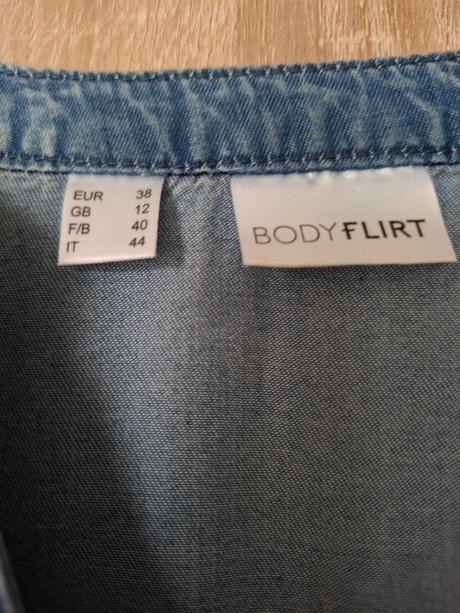 EUR 38
GB 12
F/B 40
IT 44
BODYFLIRT